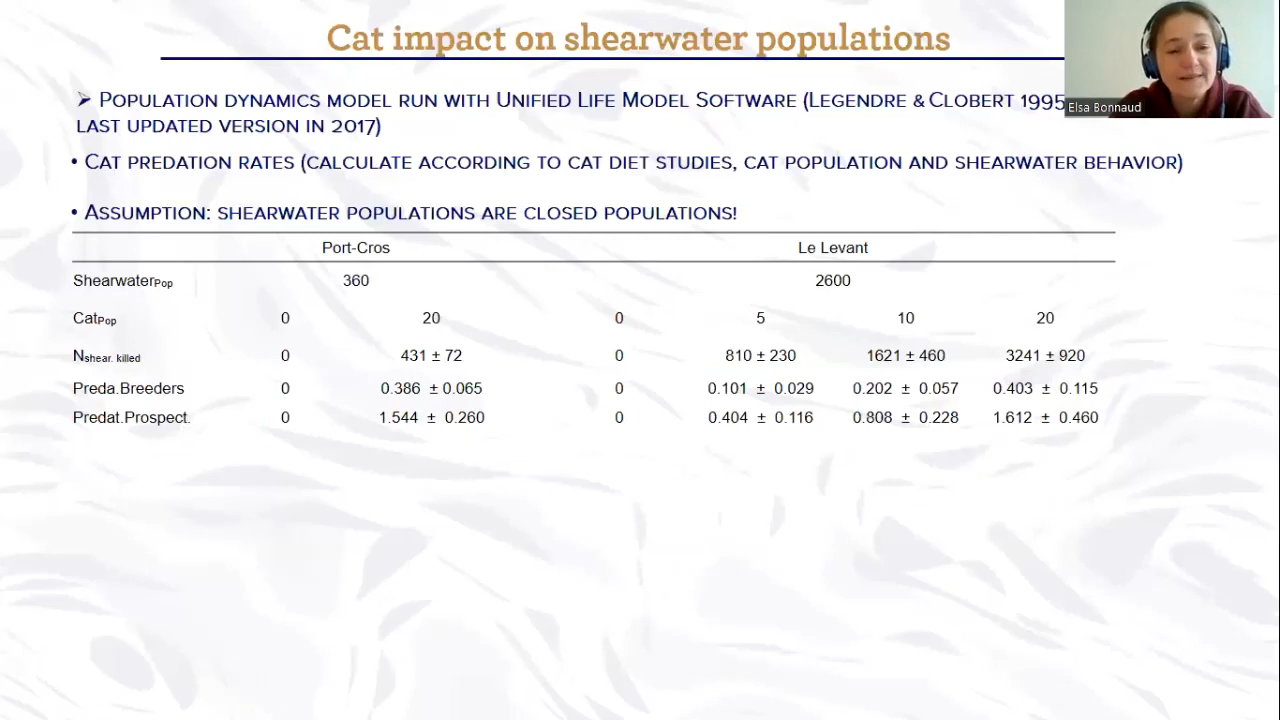 Cat impact on shearwater populations
Elsa Bonnaud
➢ Population dynamics model run with Unified Life Model Software (Legendre & Clobert 1995
last updated version in 2017)
• Cat predation rates (calculate according to cat diet studies, cat population and shearwater behavior)
• Assumption: shearwater populations are closed populations!
Port-Cros Le Levant
ShearwaterPop 360 2600
CatPop 0 20 0 5 10 20
Nshear. killed 0 431 ± 72 0 810 ± 230 1621 ± 460 3241 ± 920
Preda.Breeders 0 0.386 ± 0.065 0 0.101 ± 0.029 0.202 ± 0.057 0.403 ± 0.115
Predat.Prospect. 0 1.544 ± 0.260 0 0.404 ± 0.116 0.808 ± 0.228 1.612 ± 0.460